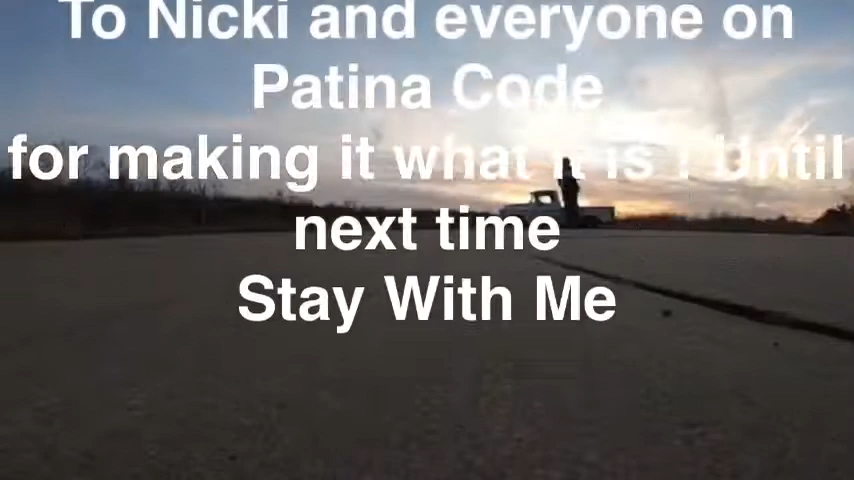 To Nicki and everyone on
Patina Code
for making it what it is ! Until
next time
Stay With Me